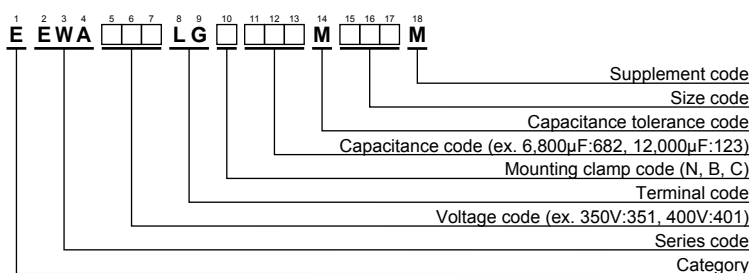 1 2 3 4 5 6 7 8 9 10 11 12 13 14 15 16 17 18
E EWA □□□ LG □ □□□ M □□□ M
Supplement code
Size code
Capacitance tolerance code
Capacitance code (ex. 6,800μF:682, 12,000μF:123)
Mounting clamp code (N, B, C)
Terminal code
Voltage code (ex. 350V:351, 400V:401)
Series code
Category